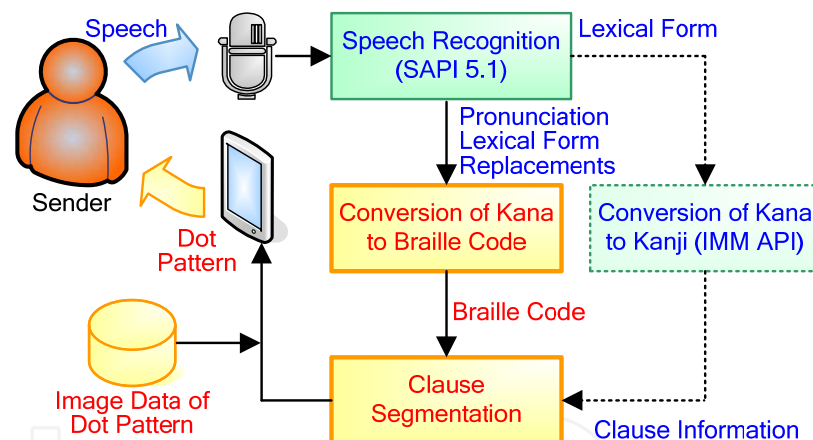 Speech
Speech Recognition
(SAPI 5.1)
Lexical Form
Pronunciation
Lexical Form
Replacements
Sender
Conversion of Kana
to Braille Code
Conversion of Kana
to Kanji (IMM API)
Dot
Pattern
Braille Code
Image Data of
Dot Pattern
Clause
Segmentation
Clause Information